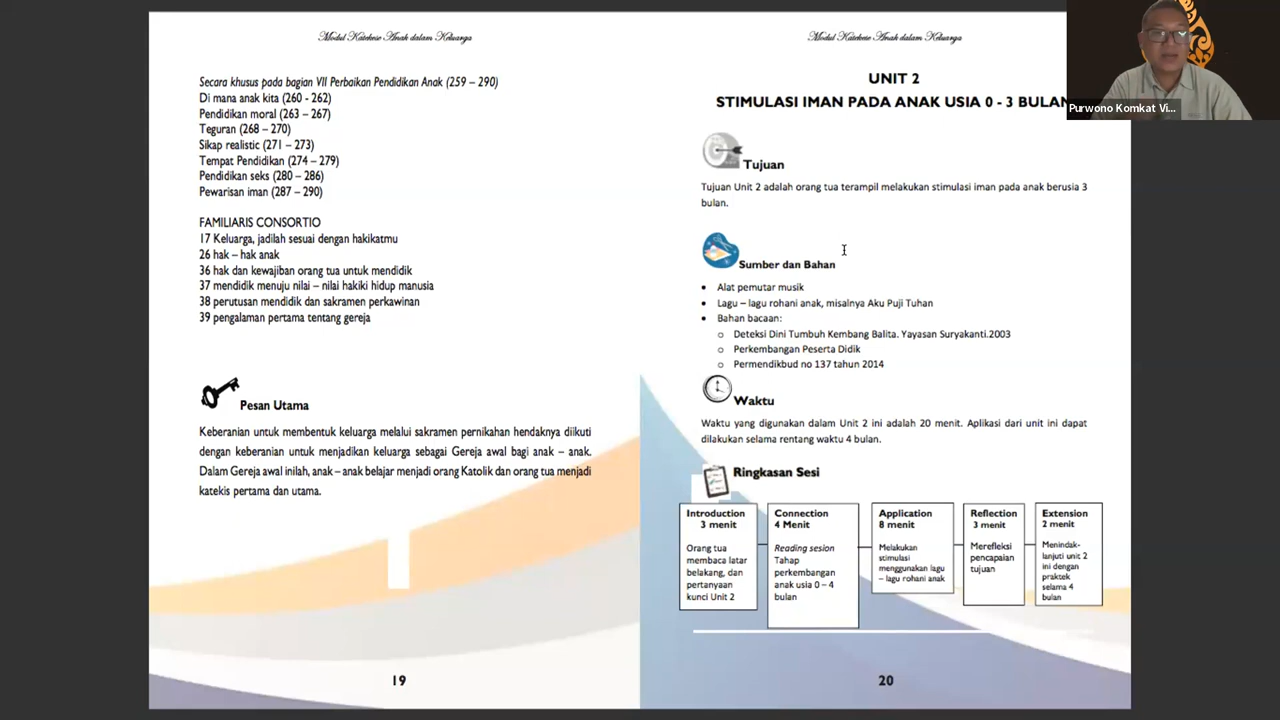 Modul Katekese Anak dalam Keluarga
Secara khusus pada bagian VII Perbaikan Pendidikan Anak (259 – 290)
Di mana anak kita (260 - 262)
Pendidikan moral (263 – 267)
Teguran (268 – 270)
Sikap realistic (271 – 273)
Tempat Pendidikan (274 – 279)
Pendidikan seks (280 – 286)
Pewarisan iman (287 – 290)
FAMILIARIS CONSORTIO
17 Keluarga, jadilah sesuai dengan hakikatmu
26 hak – hak anak
36 hak dan kewajiban orang tua untuk mendidik
37 mendidik menuju nilai – nilai hakiki hidup manusia
38 perutusan mendidik dan sakramen perkawinan
39 pengalaman pertama tentang gereja
Pesan Utama
Keberanian untuk membentuk keluarga melalui sakramen pernikahan hendaknya diikuti
dengan keberanian untuk menjadikan keluarga sebagai Gereja awal bagi anak – anak.
Dalam Gereja awal inilah, anak – anak belajar menjadi orang Katolik dan orang tua menjadi
katekis pertama dan utama.
19
Modul Katekese Anak dalam Keluarga
UNIT 2
STIMULASI IMAN PADA ANAK USIA 0 - 3 BULAN
Tujuan
Tujuan Unit 2 adalah orang tua terampil melakukan stimulasi iman pada anak berusia 3
bulan.
Sumber dan Bahan
• Alat pemutar musik
• Lagu – lagu rohani anak, misalnya Aku Puji Tuhan
• Bahan bacaan:
o Deteksi Dini Tumbuh Kembang Balita. Yayasan Suryakanti.2003
o Perkembangan Peserta Didik
o Permendikbud no 137 tahun 2014
Waktu
Waktu yang digunakan dalam Unit 2 ini adalah 20 menit. Aplikasi dari unit ini dapat
dilakukan selama rentang waktu 4 bulan.
Ringkasan Sesi
Introduction
3 menit
Orang tua
membaca latar
belakang, dan
pertanyaan
kunci Unit 2
Connection
4 Menit
Reading sesion
Tahap
perkembangan
anak usia 0 – 4
bulan
Application
8 menit
Melakukan
stimulasi
menggunakan lagu
– lagu rohani anak
Reflection
3 menit
Merefleksi
pencapaian
tujuan
Extension
2 menit
Menindak-
lanjuti unit 2
ini dengan
praktek
selama 4
bulan
20
Purwono Komkat Vi...